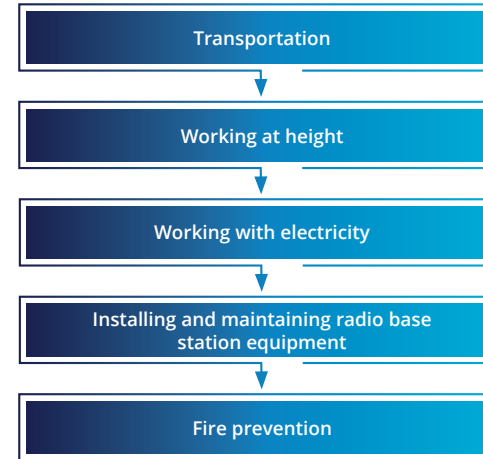 Transportation
Working at height
Working with electricity
Installing and maintaining radio base
station equipment
Fire prevention